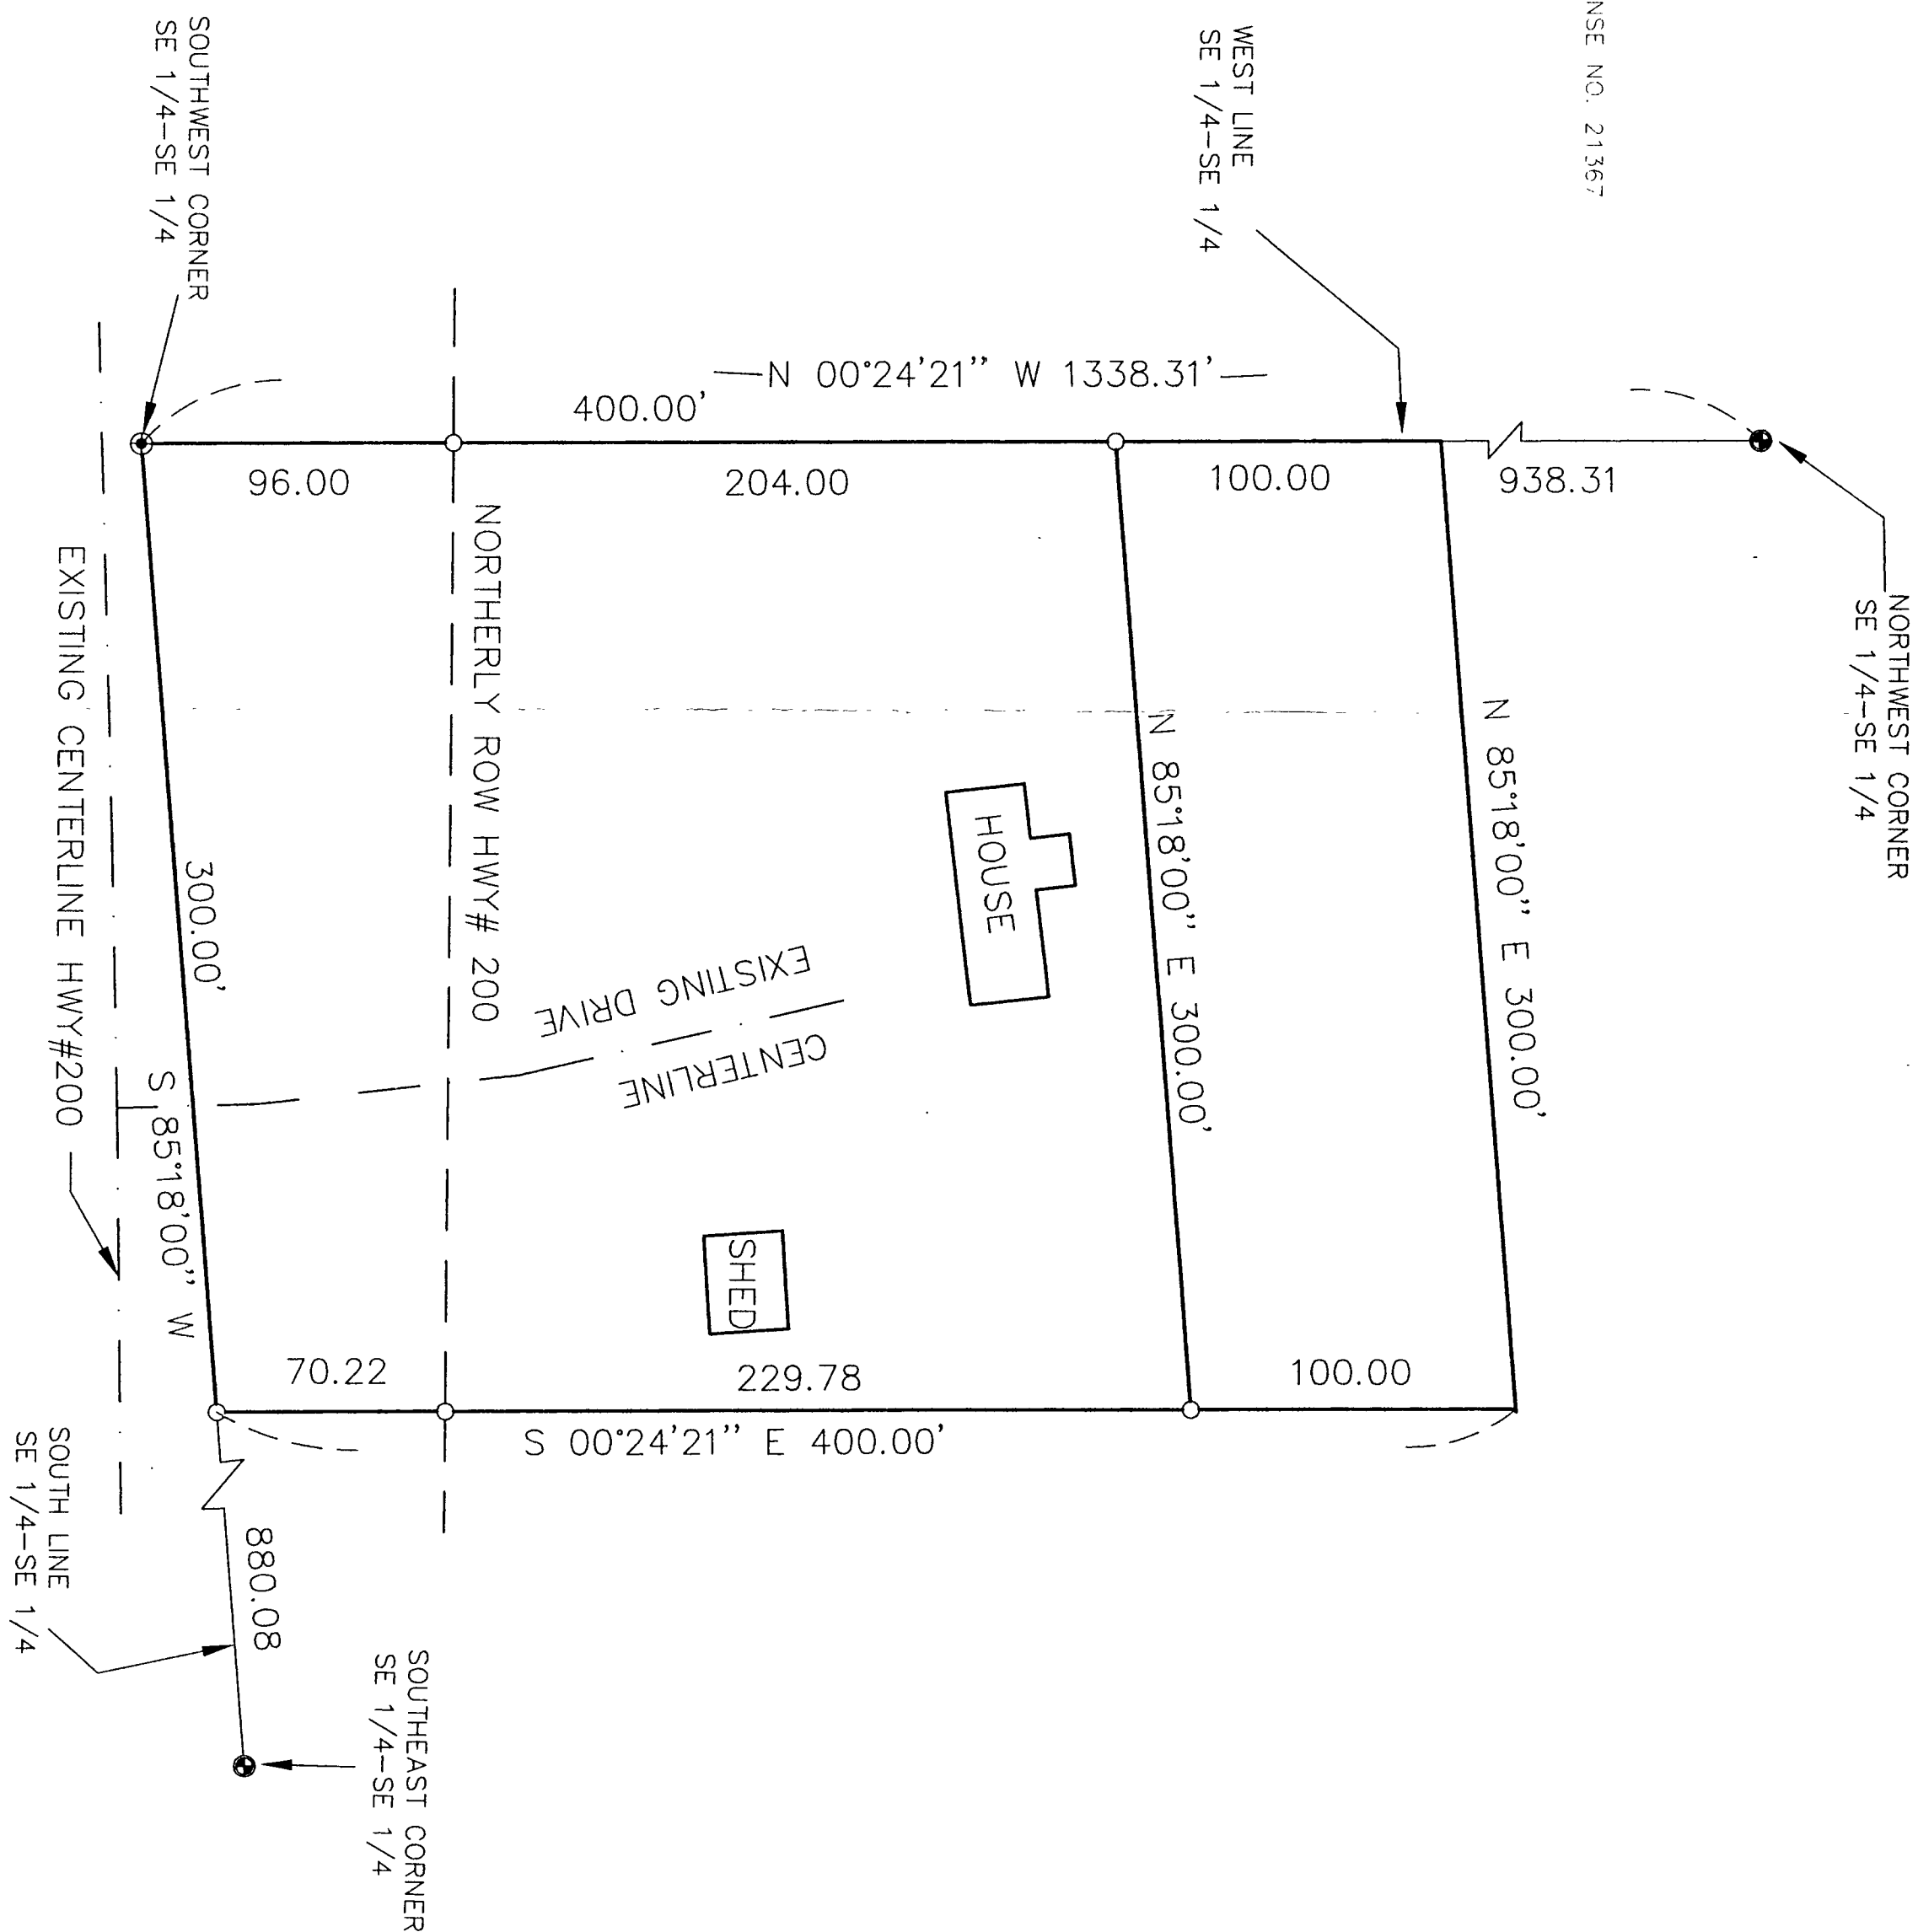 NSE NO. 21367
NORTHWEST CORNER
SE 1/4-SE 1/4
WEST LINE
SE 1/4-SE 1/4
SOUTHWEST CORNER
SE 1/4-SE 1/4
N 00°24'21" W 1338.31'
400.00'
96.00
204.00
100.00
938.31
N 85°18'00" E 300.00'
N 85°18'00" E 300.00'
HOUSE
NORTHERLY ROW HWY# 200
EXISTING DRIVE
CENTERLINE
SHED
300.00'
S 85°18'00" W
EXISTING CENTERLINE HWY#200
70.22
229.78
100.00
S 00°24'21" E 400.00'
880.08
SOUTH LINE
SE 1/4-SE 1/4
SOUTHEAST CORNER
SE 1/4-SE 1/4